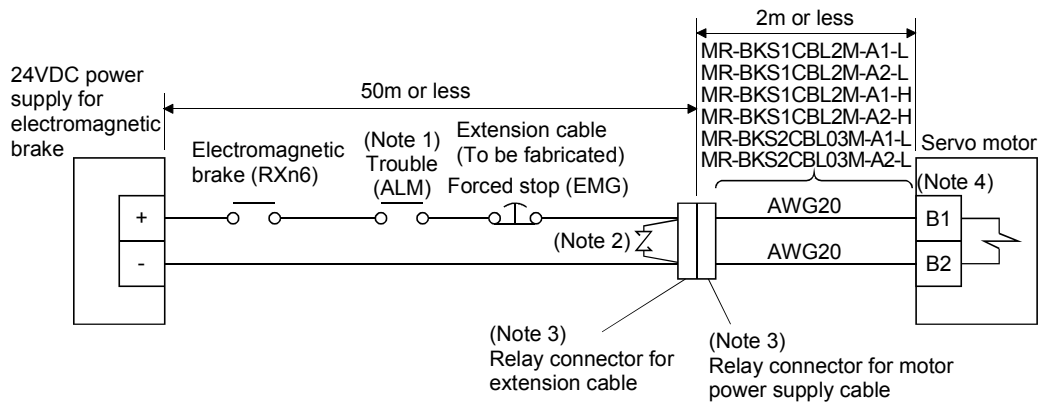 2m or less
MR-BKS1CBL2M-A1-L
MR-BKS1CBL2M-A2-L
MR-BKS1CBL2M-A1-H
MR-BKS1CBL2M-A2-H
MR-BKS2CBL03M-A1-L
MR-BKS2CBL03M-A2-L
24VDC power
supply for
electromagnetic
brake
50m or less
Electromagnetic
brake (RXn6)
(Note 1)
Trouble
(ALM)
Extension cable
(To be fabricated)
Forced stop (EMG)
Servo motor
(Note 4)
+
-
(Note 2)
AWG20
AWG20
B1
B2
(Note 3)
Relay connector for
extension cable
(Note 3)
Relay connector for motor
power supply cable